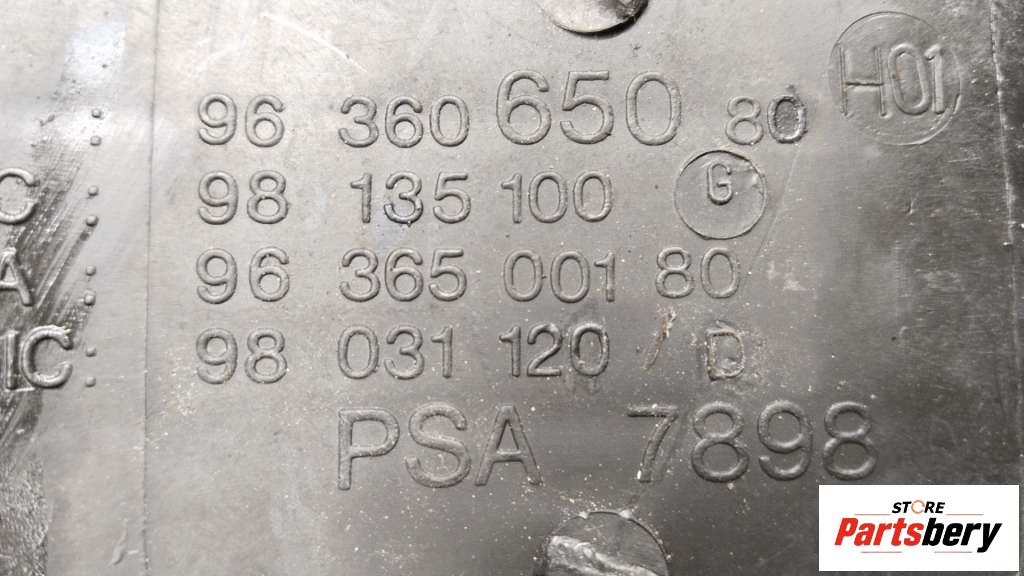 H01
: 96 360 650 80
C : 98 135 100 G
A : 96 365 001 80
IC : 98 031 120 / D
PSA 7898
STORE
Partsbery